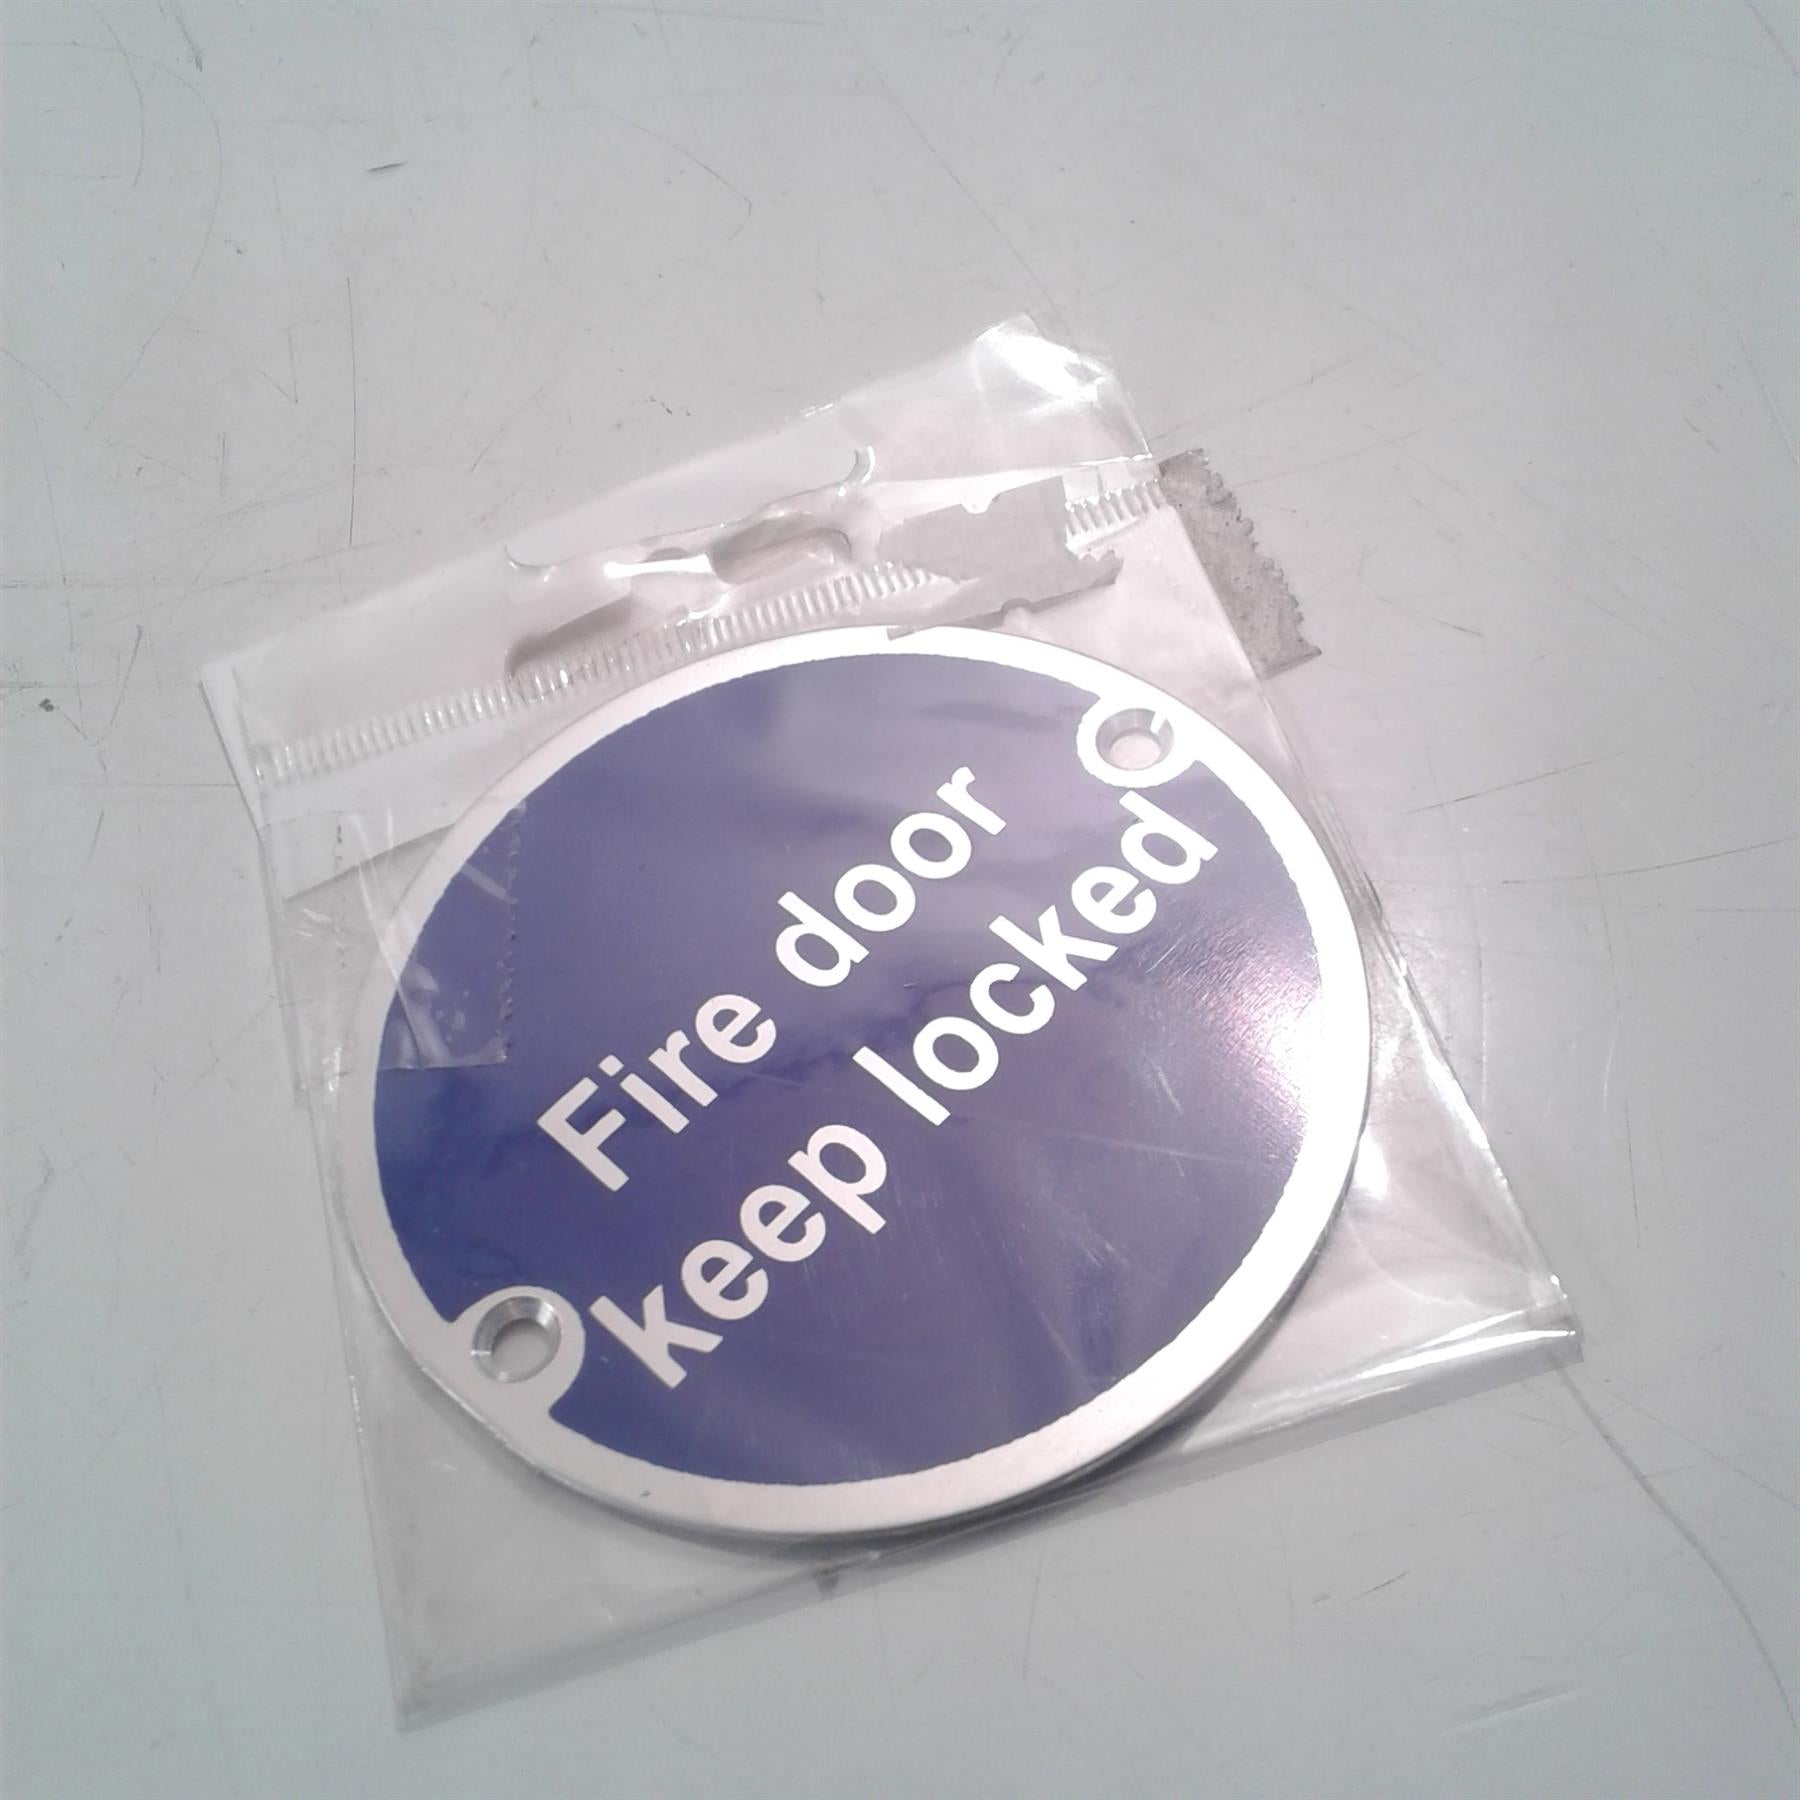 Fire door
keep locked